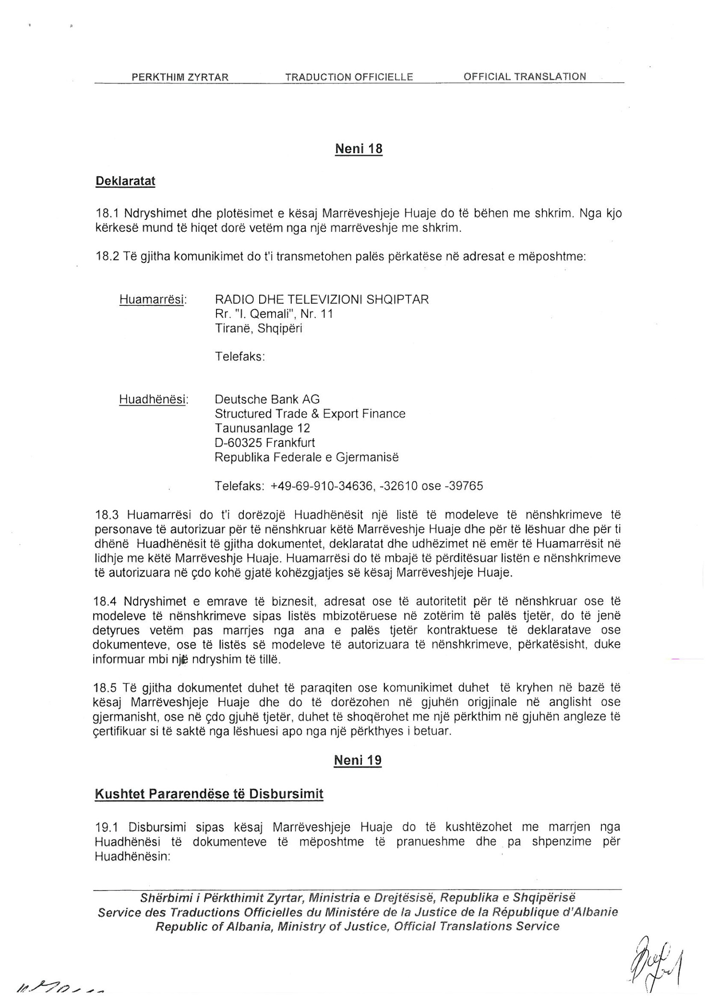 PERKTHIM ZYRTAR TRADUCTION OFFICIELLE OFFICIAL TRANSLATION
Neni 18
Deklaratat
18.1 Ndryshimet dhe plotësimet e kësaj Marrëveshjeje Huaje do të bëhen me shkrim. Nga kjo
kërkesë mund të hiqet dorë vetëm nga një marrëveshje me shkrim.
18.2 Të gjitha komunikimet do t'i transmetohen palës përkatëse në adresat e mëposhtme:
Huamarrësi: RADIO DHE TELEVIZIONI SHQIPTAR
Rr. "I. Qemali", Nr. 11
Tiranë, Shqipëri
Telefaks:
Huadhënësi: Deutsche Bank AG
Structured Trade & Export Finance
Taunusanlage 12
D-60325 Frankfurt
Republika Federale e Gjermanisë
Telefaks: +49-69-910-34636, -32610 ose -39765
18.3 Huamarrësi do t'i dorëzojë Huadhënësit një listë të modeleve të nënshkrimeve të
personave të autorizuar për të nënshkruar këtë Marrëveshje Huaje dhe për të lëshuar dhe për ti
dhënë Huadhënësit të gjitha dokumentet, deklaratat dhe udhëzimet në emër të Huamarrësit në
lidhje me këtë Marrëveshje Huaje. Huamarrësi do të mbajë të përditësuar listën e nënshkrimeve
të autorizuara në çdo kohë gjatë kohëzgjatjes së kësaj Marrëveshjeje Huaje.
18.4 Ndryshimet e emrave të biznesit, adresat ose të autoritetit për të nënshkruar ose të
modeleve të nënshkrimeve sipas listës mbizotëruese në zotërim të palës tjetër, do të jenë
detyrues vetëm pas marrjes nga ana e palës tjetër kontraktuese të deklaratave ose
dokumenteve, ose të listës së modeleve të autorizuara të nënshkrimeve, përkatësisht, duke
informuar mbi një ndryshim të tillë.
18.5 Të gjitha dokumentet duhet të paraqiten ose komunikimet duhet të kryhen në bazë të
kësaj Marrëveshjeje Huaje dhe do të dorëzohen në gjuhën origjinale në anglisht ose
gjermanisht, ose në çdo gjuhë tjetër, duhet të shoqërohet me një përkthim në gjuhën angleze të
çertifikuar si të saktë nga lëshuesi apo nga një përkthyes i betuar.
Neni 19
Kushtet Pararendëse të Disbursimit
19.1 Disbursimi sipas kësaj Marrëveshjeje Huaje do të kushtëzohet me marrjen nga
Huadhënësi të dokumenteve të mëposhtme të pranueshme dhe pa shpenzime për
Huadhënësin:
Shërbimi i Përkthimit Zyrtar, Ministria e Drejtësisë, Republika e Shqipërisë
Service des Traductions Officielles du Ministére de la Justice de la République d'Albanie
Republic of Albania, Ministry of Justice, Official Translations Service